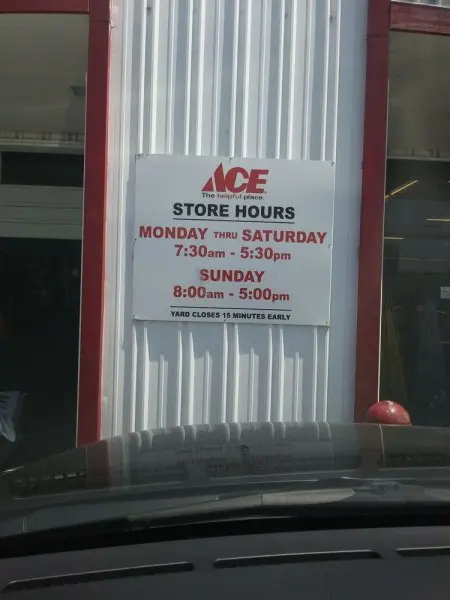 ACE
The helpful place.
STORE HOURS
MONDAY THRU SATURDAY
7:30am - 5:30pm
SUNDAY
8:00am - 5:00pm
YARD CLOSES 15 MINUTES EARLY